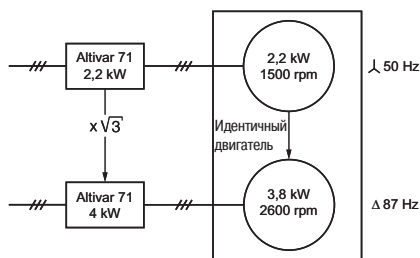 Altivar 71
2,2 kW
2,2 kW
1500 rpm
⅄ 50 Hz
x√3
Идентичный
двигатель
Altivar 71
4 kW
3,8 kW
2600 rpm
Δ 87 Hz